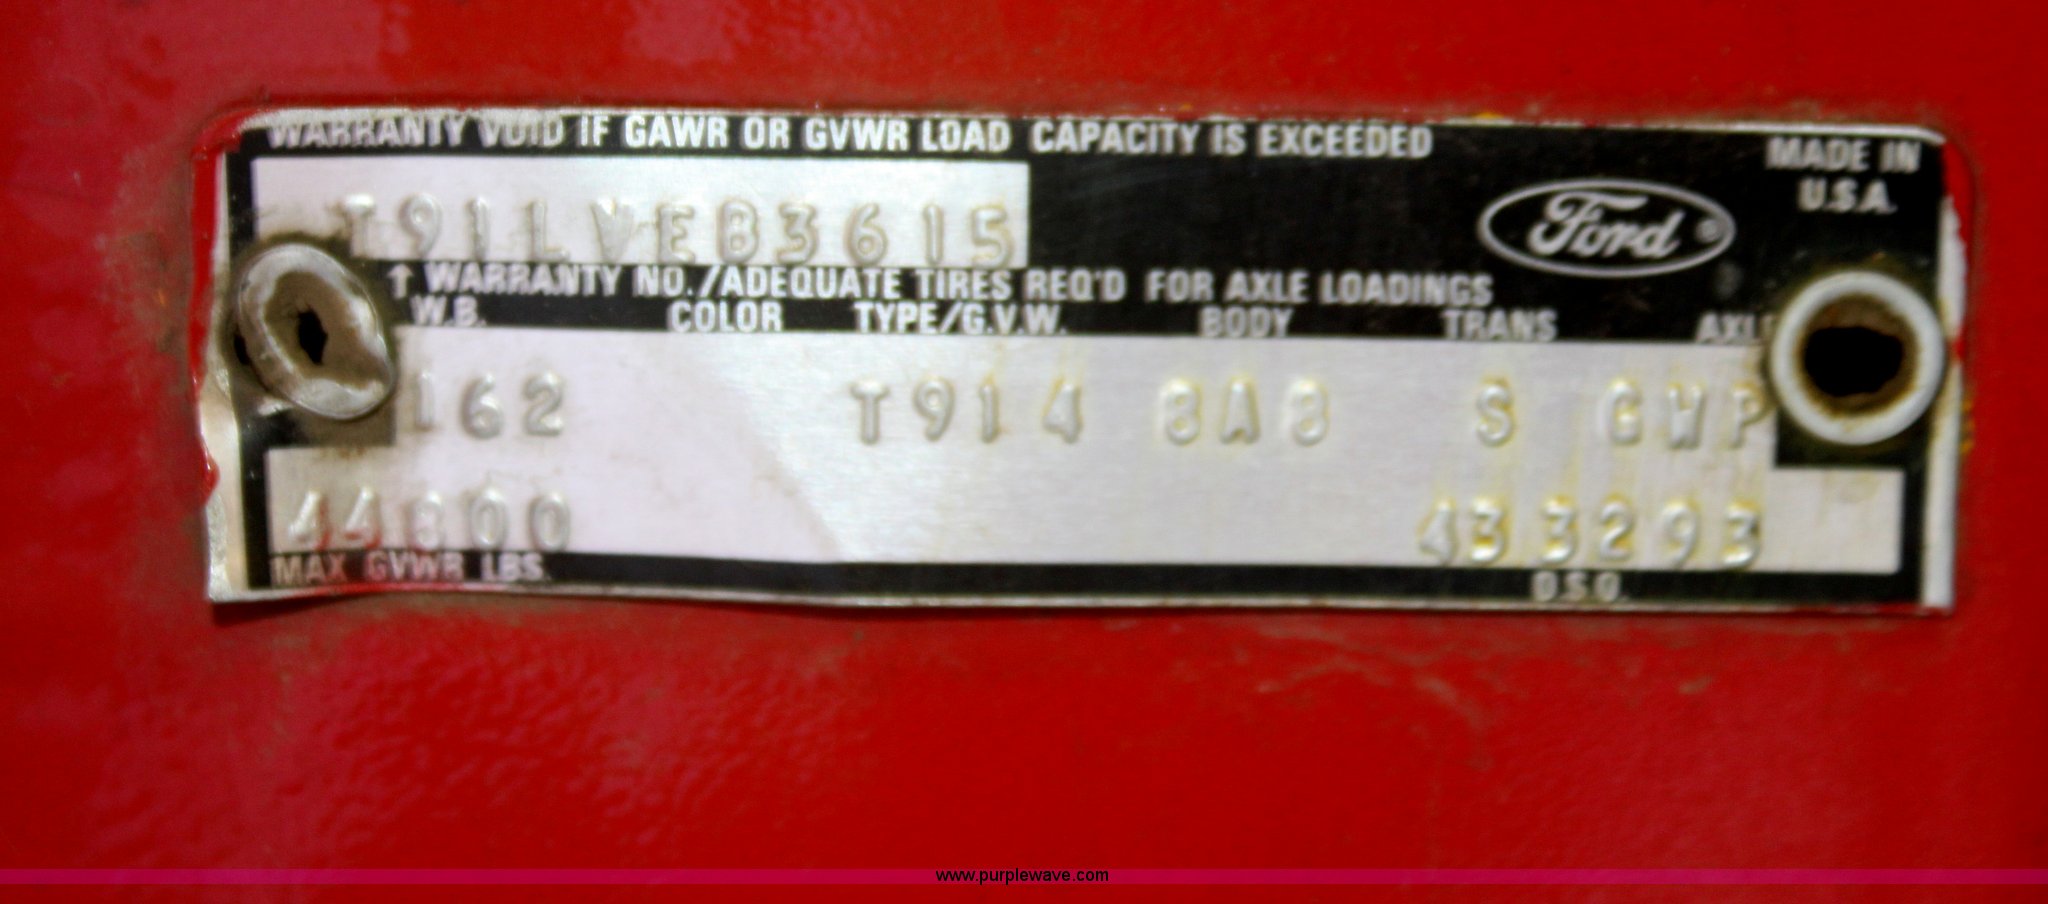 WARRANTY VOID IF GAWR OR GVWR LOAD CAPACITY IS EXCEEDED
MADE IN
U.S.A.
T91LVEB3615
Ford ®
↑ WARRANTY NO./ADEQUATE TIRES REQ'D FOR AXLE LOADINGS
W.B. COLOR TYPE/G.V.W. BODY TRANS AXLE
162 T914 8A8 S GWP
44800 433293
MAX GVWR LBS. D.S.O.
www.purplewave.com